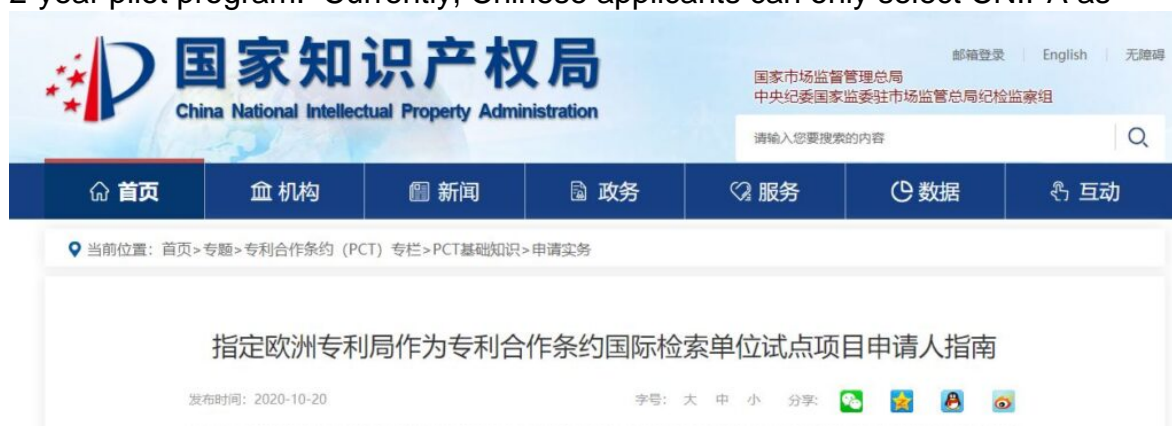 2-year pilot program. Currently, Chinese applicants can only select CNIPA as
国家知识产权局
China National Intellectual Property Administration
邮箱登录 | English | 无障碍
国家市场监督管理总局
中央纪委国家监委驻市场监管总局纪检监察组
请输入您要搜索的内容
首页 机构 新闻 政务 服务 数据 互动
当前位置：首页>专题>专利合作条约（PCT）专栏>PCT基础知识>申请实务
指定欧洲专利局作为专利合作条约国际检索单位试点项目申请人指南
发布时间：2020-10-20 字号：大 中 小 分享: